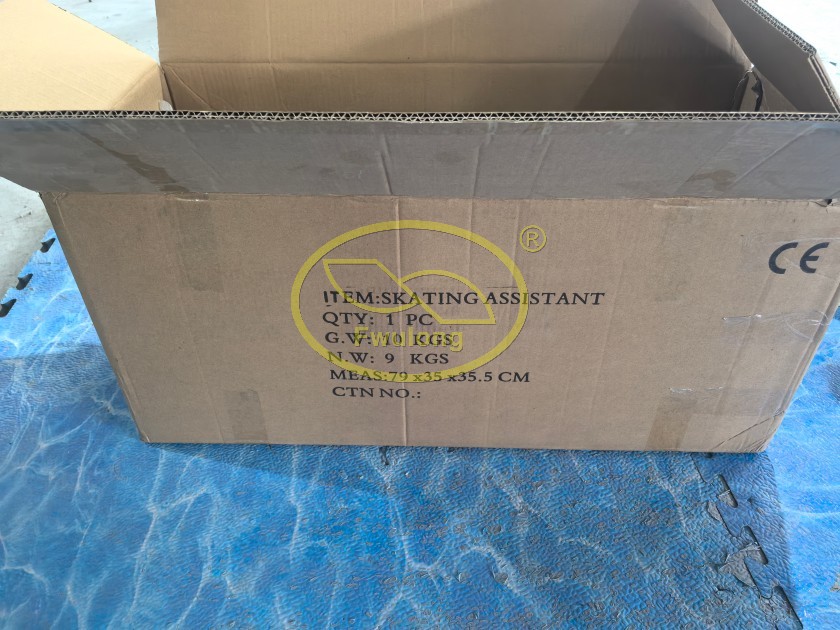 ®
CE
ITEM:SKATING ASSISTANT
QTY: 1 PC
G.W: 10 KGS
Ewolong
N.W: 9 KGS
MEAS:79 x35 x35.5 CM
CTN NO.: